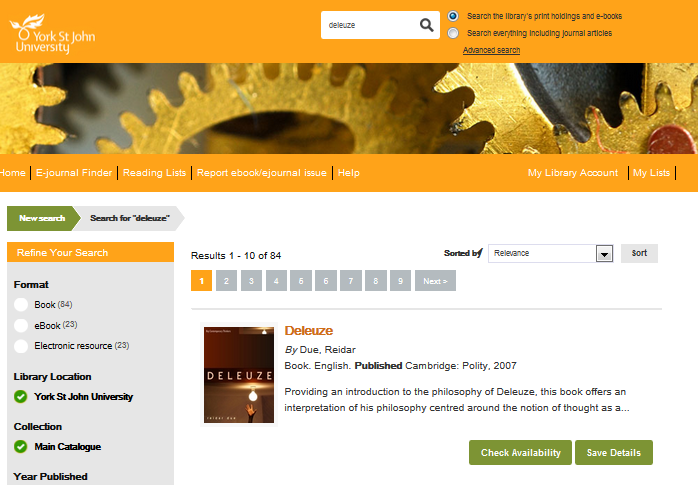 York St John
University
deleuze
Search the library's print holdings and e-books
Search everything including journal articles
Advanced search
Home | E-journal Finder | Reading Lists | Report ebook/ejournal issue | Help
My Library Account | My Lists
New search
Search for "deleuze"
Refine Your Search
Format
Book (84)
eBook (23)
Electronic resource (23)
Library Location
York St John University
Collection
Main Catalogue
Year Published
Results 1 - 10 of 84
Sorted by
Relevance
Sort
1 2 3 4 5 6 7 8 9 Next >
DELEUZE
reidar due
Deleuze
By Due, Reidar
Book. English. Published Cambridge: Polity, 2007
Providing an introduction to the philosophy of Deleuze, this book offers an
interpretation of his philosophy centred around the notion of thought as a...
Check Availability
Save Details